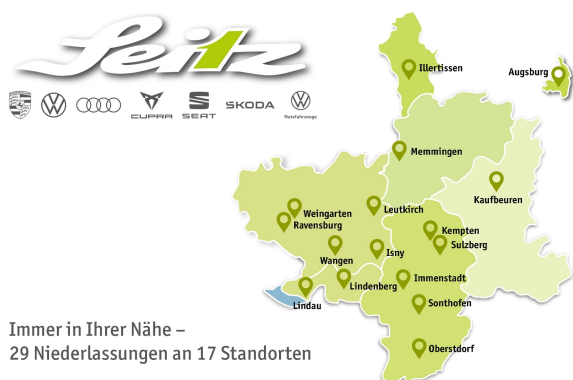 Seitz
CUPRA
SEAT
ŠKODA
Nutzfahrzeuge
Illertissen
Augsburg
Memmingen
Kaufbeuren
Leutkirch
Weingarten
Ravensburg
Kempten
Sulzberg
Wangen
Isny
Lindenberg
Immenstadt
Lindau
Sonthofen
Oberstdorf
Immer in Ihrer Nähe –
29 Niederlassungen an 17 Standorten